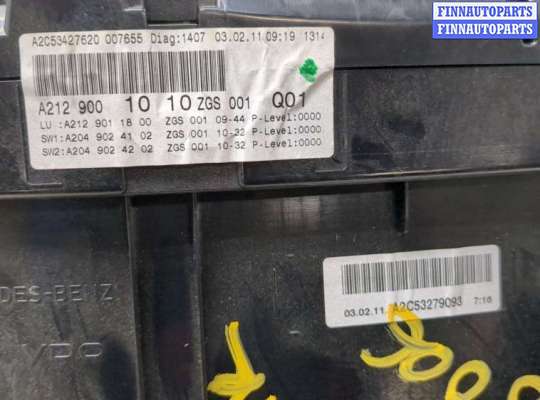 FINNAUTOPARTS
FINNAUTOPARTS
FINNAUTOPARTS
A2C53427620 007655 Diag:1407 03.02.11 09:19 1314
A212 900 10 10 ZGS 001 Q01
LU :A212 901 18 00 ZGS 001 09-44 P-Level:0000
SW1:A204 902 42 02 ZGS 001 10-32 P-Level:0000
SW2:A204 902 42 02 ZGS 001 10-32 P-Level:0000
DES-BENZ
VDO
03.02.11 A2C53279093 7:16